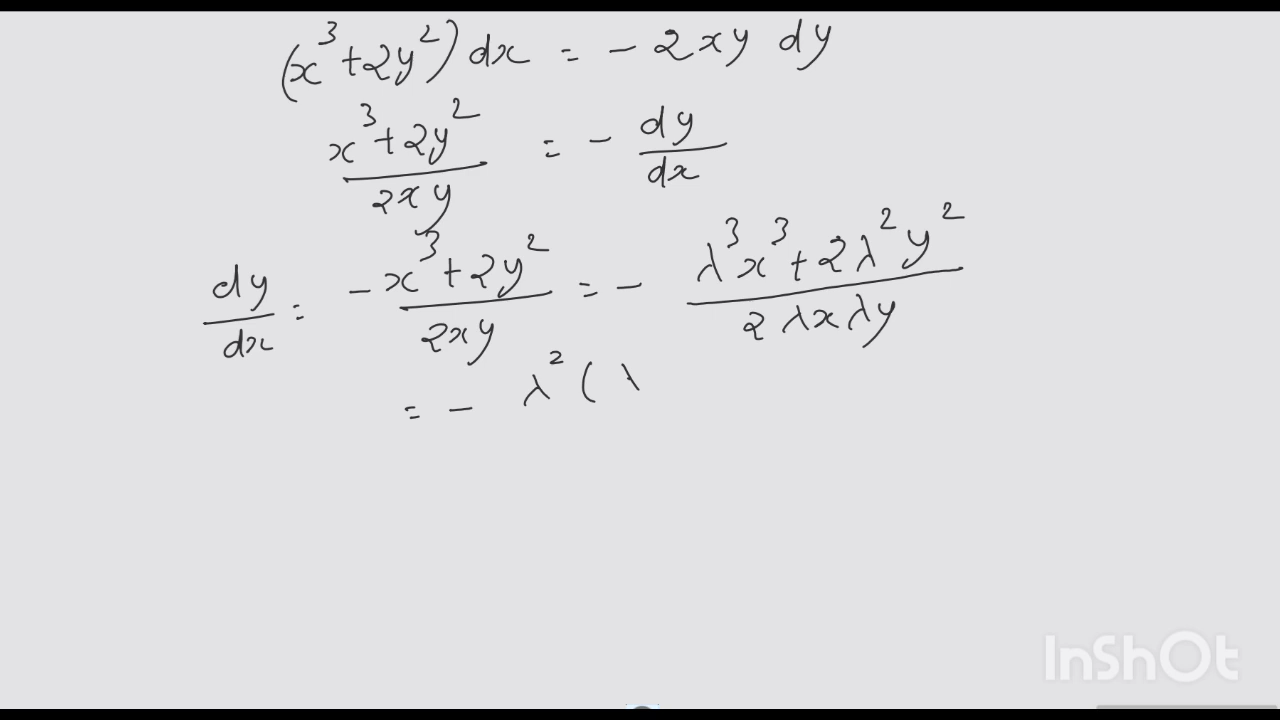 (x³+2y²) dx = - 2xy dy
x³+2y² / 2xy = - dy/dx
dy/dx = - x³+2y² / 2xy = - λ³x³+2λ²y² / 2λxλy
= - λ² ( λ
InShOt